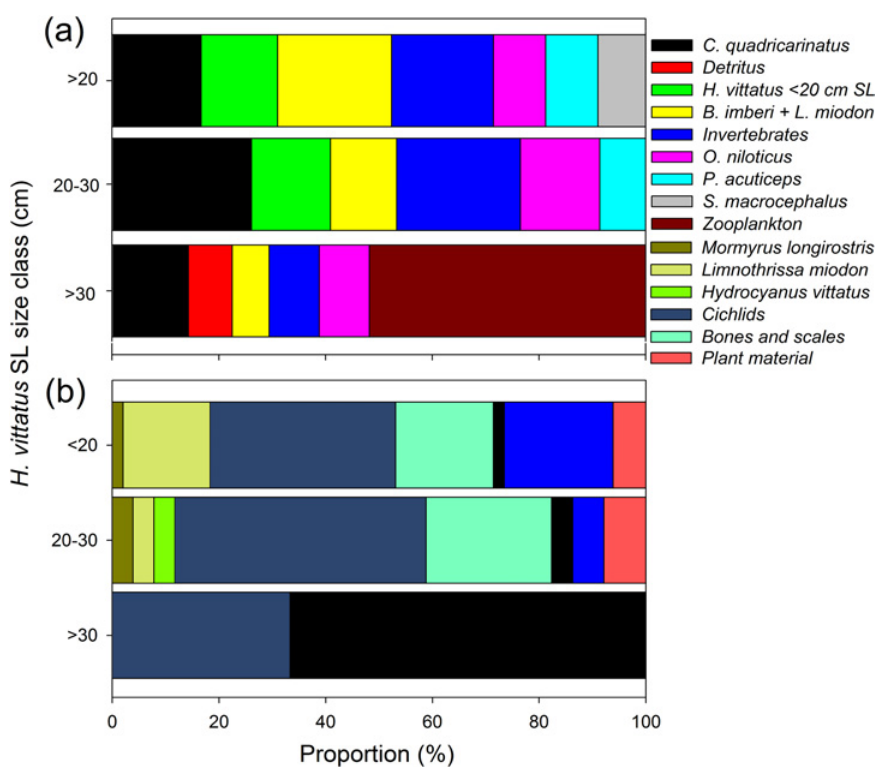 (a)
>20
20-30
>30
C. quadricarinatus
Detritus
H. vittatus <20 cm SL
B. imberi + L. miodon
Invertebrates
O. niloticus
P. acuticeps
S. macrocephalus
Zooplankton
Mormyrus longirostris
Limnothrissa miodon
Hydrocyanus vittatus
Cichlids
Bones and scales
Plant material
H. vittatus SL size class (cm)
(b)
<20
20-30
>30
0 20 40 60 80 100
Proportion (%)